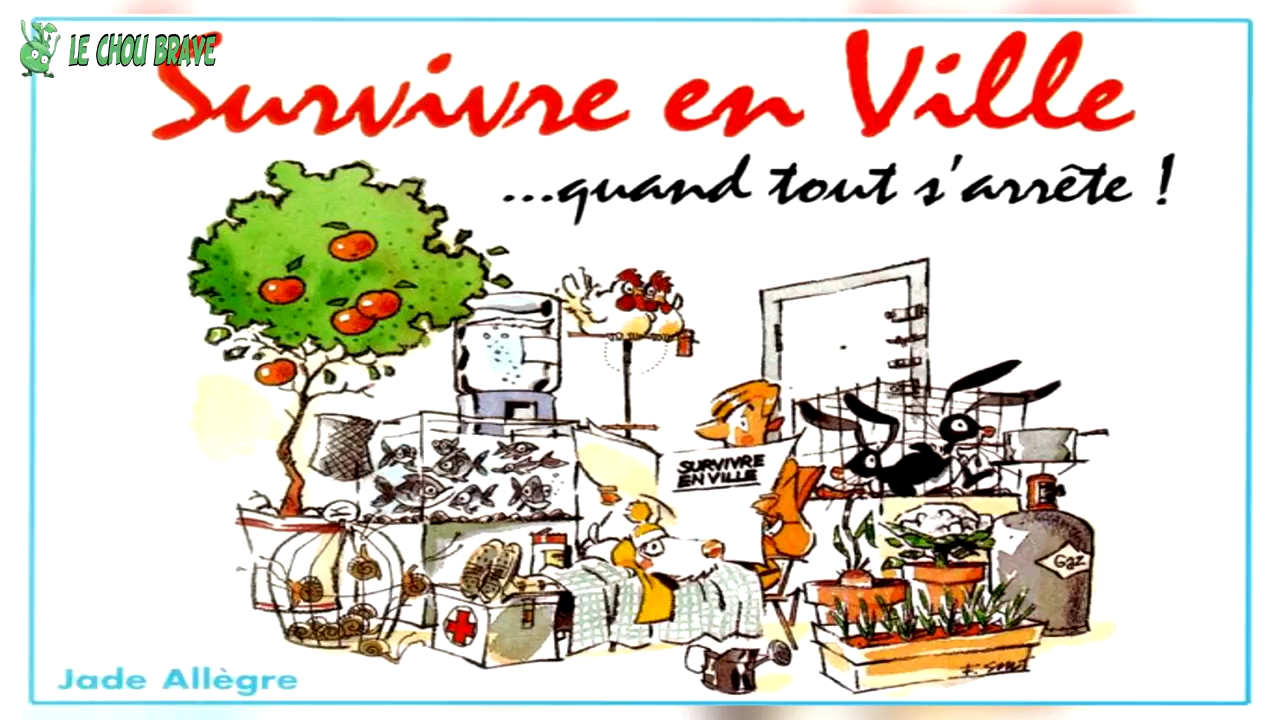 LE CHOU BRAVE
Survivre en Ville
...quand tout s'arrête !
SURVIVRE
EN VILLE
Gaz
Jade Allègre